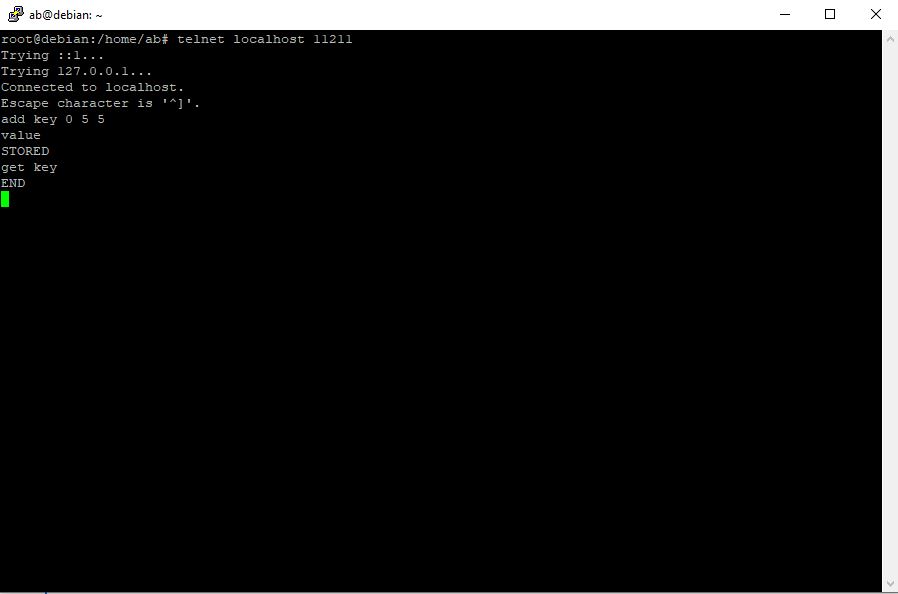 ab@debian: ~
root@debian:/home/ab# telnet localhost 11211
Trying ::1...
Trying 127.0.0.1...
Connected to localhost.
Escape character is '^]'.
add key 0 5 5
value
STORED
get key
END